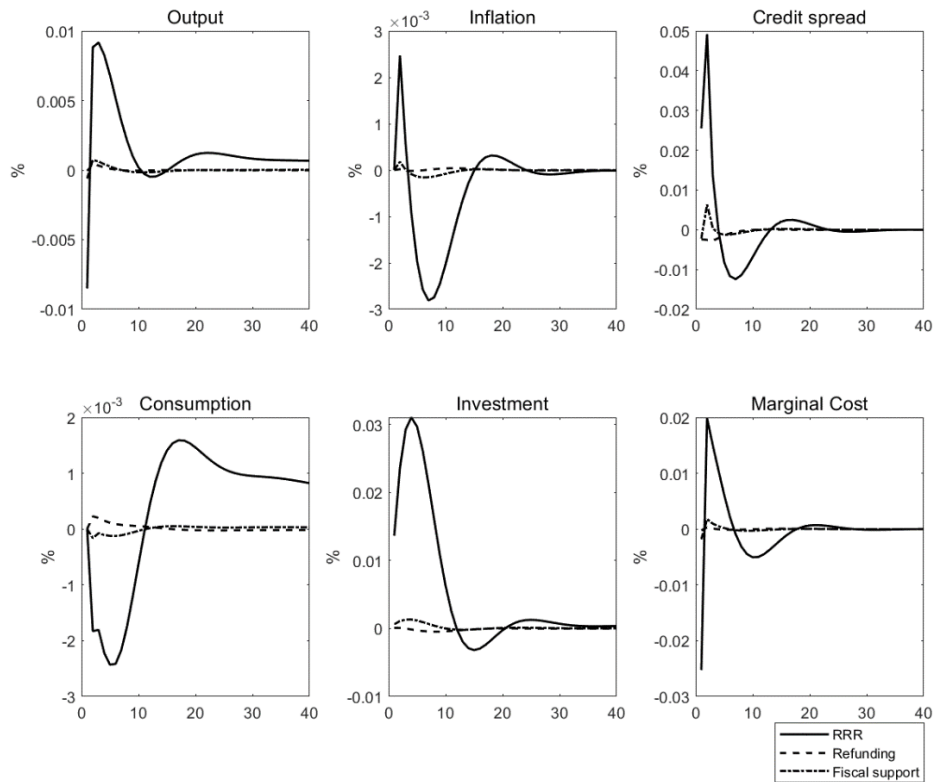 Output
0.01
0.005
0
-0.005
-0.01
%
0 10 20 30 40
×10⁻³ Inflation
3
2
1
0
-1
-2
-3
%
0 10 20 30 40
Credit spread
0.05
0.04
0.03
0.02
0.01
0
-0.01
-0.02
%
0 10 20 30 40
×10⁻³ Consumption
2
1
0
-1
-2
-3
%
0 10 20 30 40
Investment
0.03
0.02
0.01
0
-0.01
%
0 10 20 30 40
Marginal Cost
0.02
0.01
0
-0.01
-0.02
-0.03
%
0 10 20 30 40
RRR
Refunding
Fiscal support